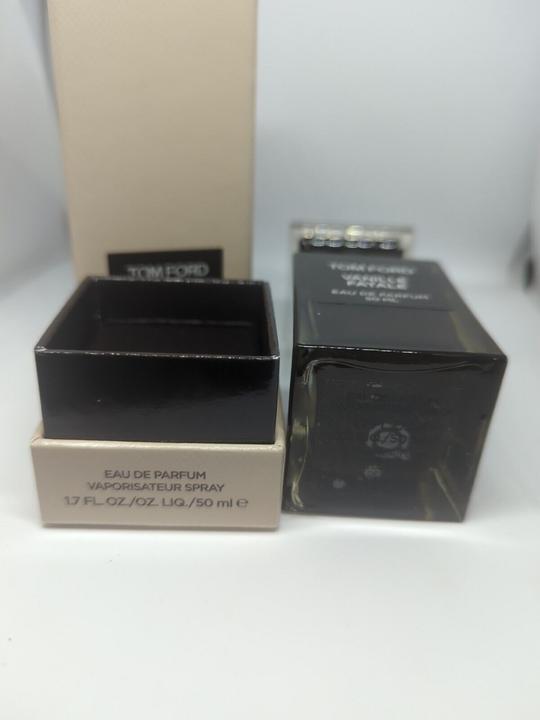 TOM FORD
TOM FORD
VANILLE
FATALE
EAU DE PARFUM
50 ML
EAU DE PARFUM
VAPORISATEUR SPRAY
1.7 FL. OZ./OZ. LIQ./50 ml e